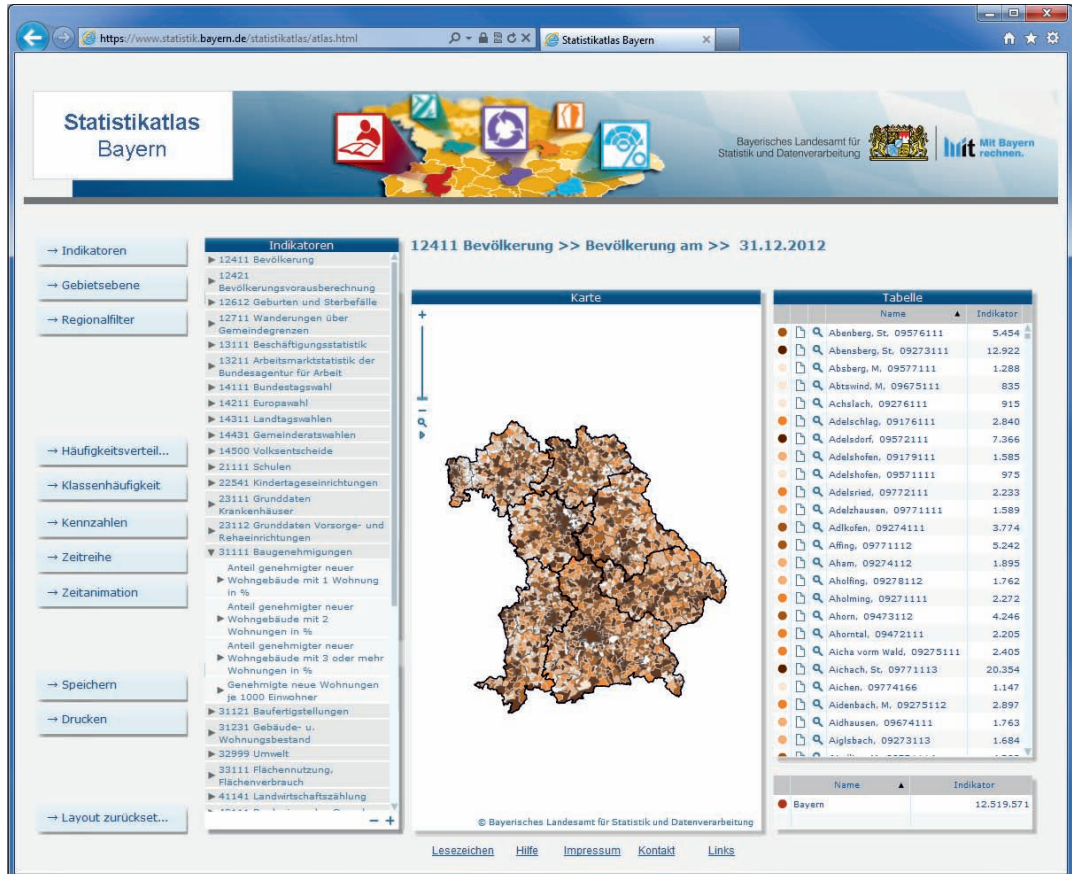 https://www.statistik.bayern.de/statistikatlas/atlas.html
Statistikatlas Bayern
Statistikatlas
Bayern
Bayerisches Landesamt für
Statistik und Datenverarbeitung
Mit Bayern
rechnen.
→ Indikatoren
→ Gebietsebene
→ Regionalfilter
→ Häufigkeitsverteil...
→ Klassenhäufigkeit
→ Kennzahlen
→ Zeitreihe
→ Zeitanimation
→ Speichern
→ Drucken
→ Layout zurückset...
Indikatoren
12411 Bevölkerung
12421
Bevölkerungsvorausberechnung
12612 Geburten und Sterbefälle
12711 Wanderungen über
Gemeindegrenzen
13111 Beschäftigungsstatistik
13211 Arbeitsmarktstatistik der
Bundesagentur für Arbeit
14111 Bundestagswahl
14211 Europawahl
14311 Landtagswahlen
14431 Gemeinderatswahlen
14500 Volksentscheide
21111 Schulen
22541 Kindertageseinrichtungen
23111 Grunddaten
Krankenhäuser
23112 Grunddaten Vorsorge- und
Rehaeinrichtungen
31111 Baugenehmigungen
Anteil genehmigter neuer
Wohngebäude mit 1 Wohnung
in %
Anteil genehmigter neuer
Wohngebäude mit 2
Wohnungen in %
Anteil genehmigter neuer
Wohngebäude mit 3 oder mehr
Wohnungen in %
Genehmigte neue Wohnungen
je 1000 Einwohner
31121 Baufertigstellungen
31231 Gebäude- u.
Wohnungsbestand
32999 Umwelt
33111 Flächennutzung,
Flächenverbrauch
41141 Landwirtschaftszählung
12411 Bevölkerung >> Bevölkerung am >> 31.12.2012
Karte
© Bayerisches Landesamt für Statistik und Datenverarbeitung
Tabelle
Name Indikator
Abenberg, St, 09576111 5.454
Abensberg, St, 09273111 12.922
Absberg, M, 09577111 1.288
Abtswind, M, 09675111 835
Achslach, 09276111 915
Adelschlag, 09176111 2.840
Adelsdorf, 09572111 7.366
Adelshofen, 09179111 1.585
Adelshofen, 09571111 975
Adelsried, 09772111 2.233
Adelzhausen, 09771111 1.589
Adlkofen, 09274111 3.774
Affing, 09771112 5.242
Aham, 09274112 1.895
Aholfing, 09278112 1.762
Aholming, 09271111 2.272
Ahorn, 09473112 4.246
Ahorntal, 09472111 2.205
Aicha vorm Wald, 09275111 2.405
Aichach, St, 09771113 20.354
Aichen, 09774166 1.147
Aidenbach, M, 09275112 2.897
Aidhausen, 09674111 1.763
Aiglsbach, 09273113 1.684
Name Indikator
Bayern 12.519.571
Lesezeichen Hilfe Impressum Kontakt Links